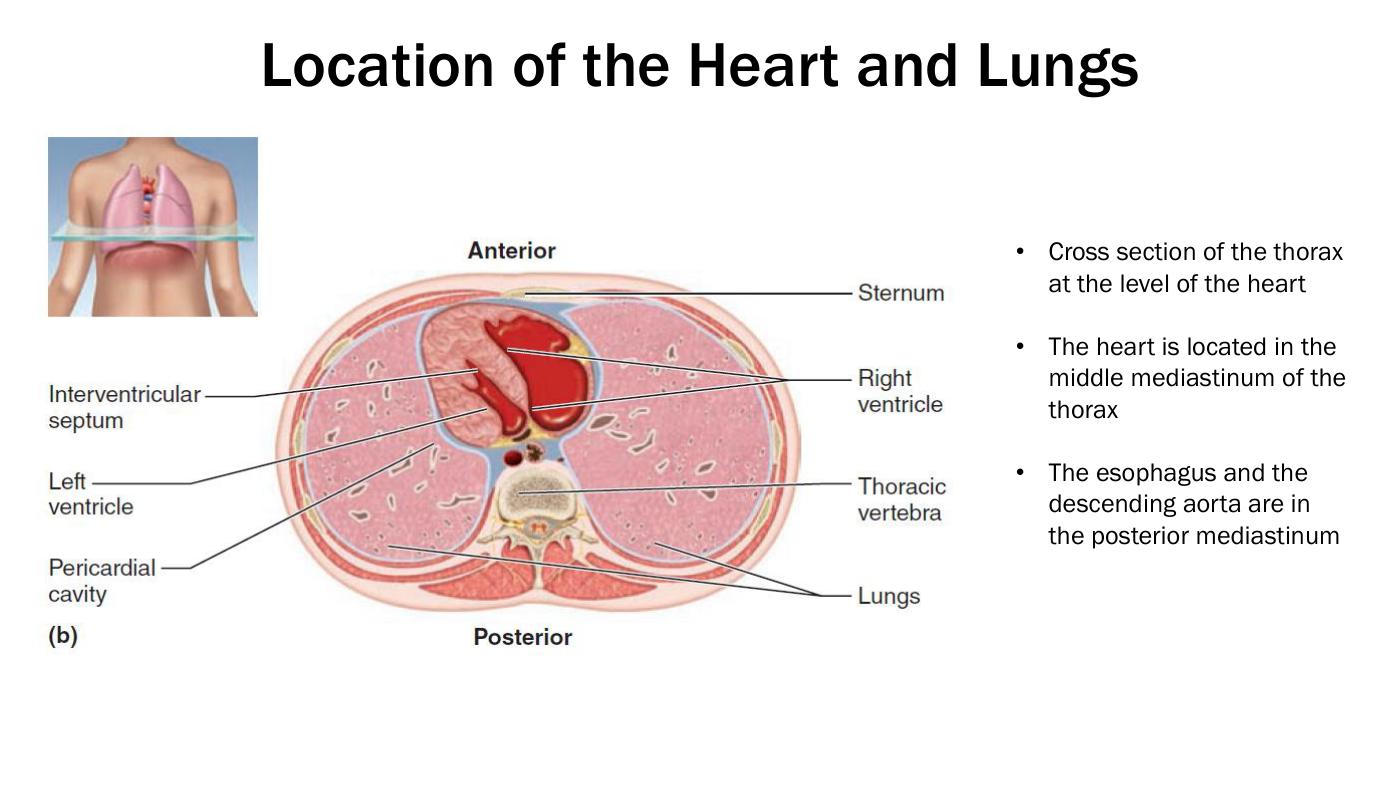 Location of the Heart and Lungs
Anterior
Sternum
Interventricular
septum
Right
ventricle
Left
ventricle
Thoracic
vertebra
Pericardial
cavity
Lungs
(b)
Posterior
• Cross section of the thorax
at the level of the heart
• The heart is located in the
middle mediastinum of the
thorax
• The esophagus and the
descending aorta are in
the posterior mediastinum